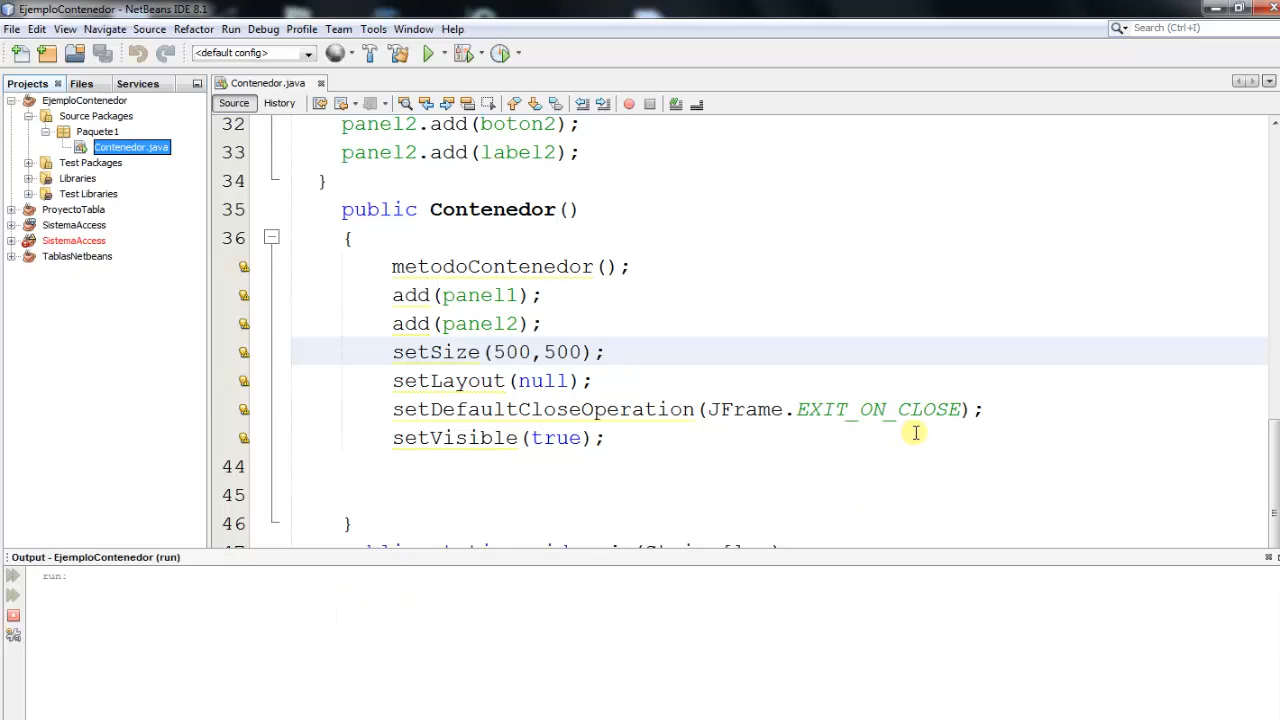 EjemploContenedor - NetBeans IDE 8.1
File Edit View Navigate Source Refactor Run Debug Profile Team Tools Window Help
Search (Ctrl+I)
<default config>
Projects Files Services
Contenedor.java
EjemploContenedor
Source Packages
Paquete1
Contenedor.java
Test Packages
Libraries
Test Libraries
ProyectoTabla
SistemaAccess
SistemaAccess
TablasNetbeans
Source History
32 panel2.add(boton2);
33 panel2.add(label2);
34 }
35 public Contenedor()
36 {
metodoContenedor();
add(panel1);
add(panel2);
setSize(500,500);
setLayout(null);
setDefaultCloseOperation(JFrame.EXIT_ON_CLOSE);
setVisible(true);
44
45
46 }
Output - EjemploContenedor (run)
run: